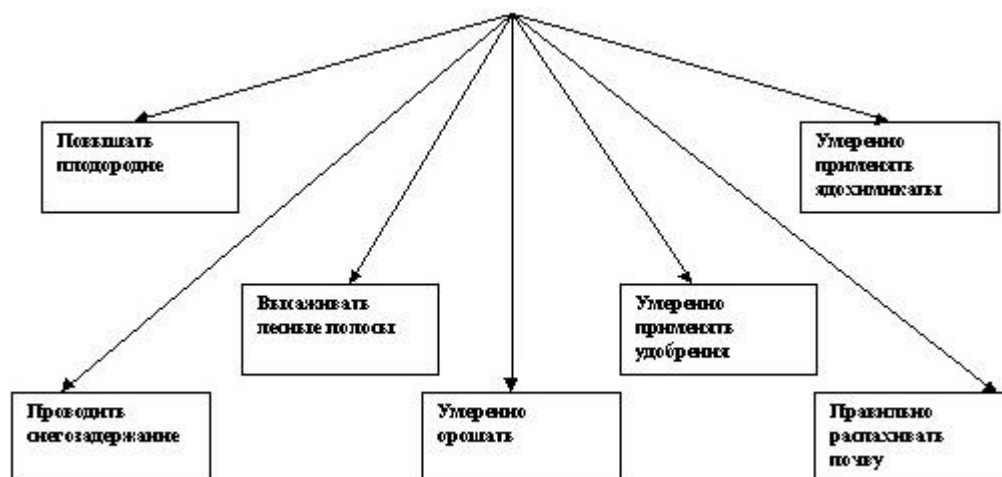 Повышать
плодородие
Умеренно
применять
ядохимикаты
Высаживать
лесные полосы
Умеренно
применять
удобрения
Проводить
снегозадержание
Умеренно
орошать
Правильно
распахивать
почву